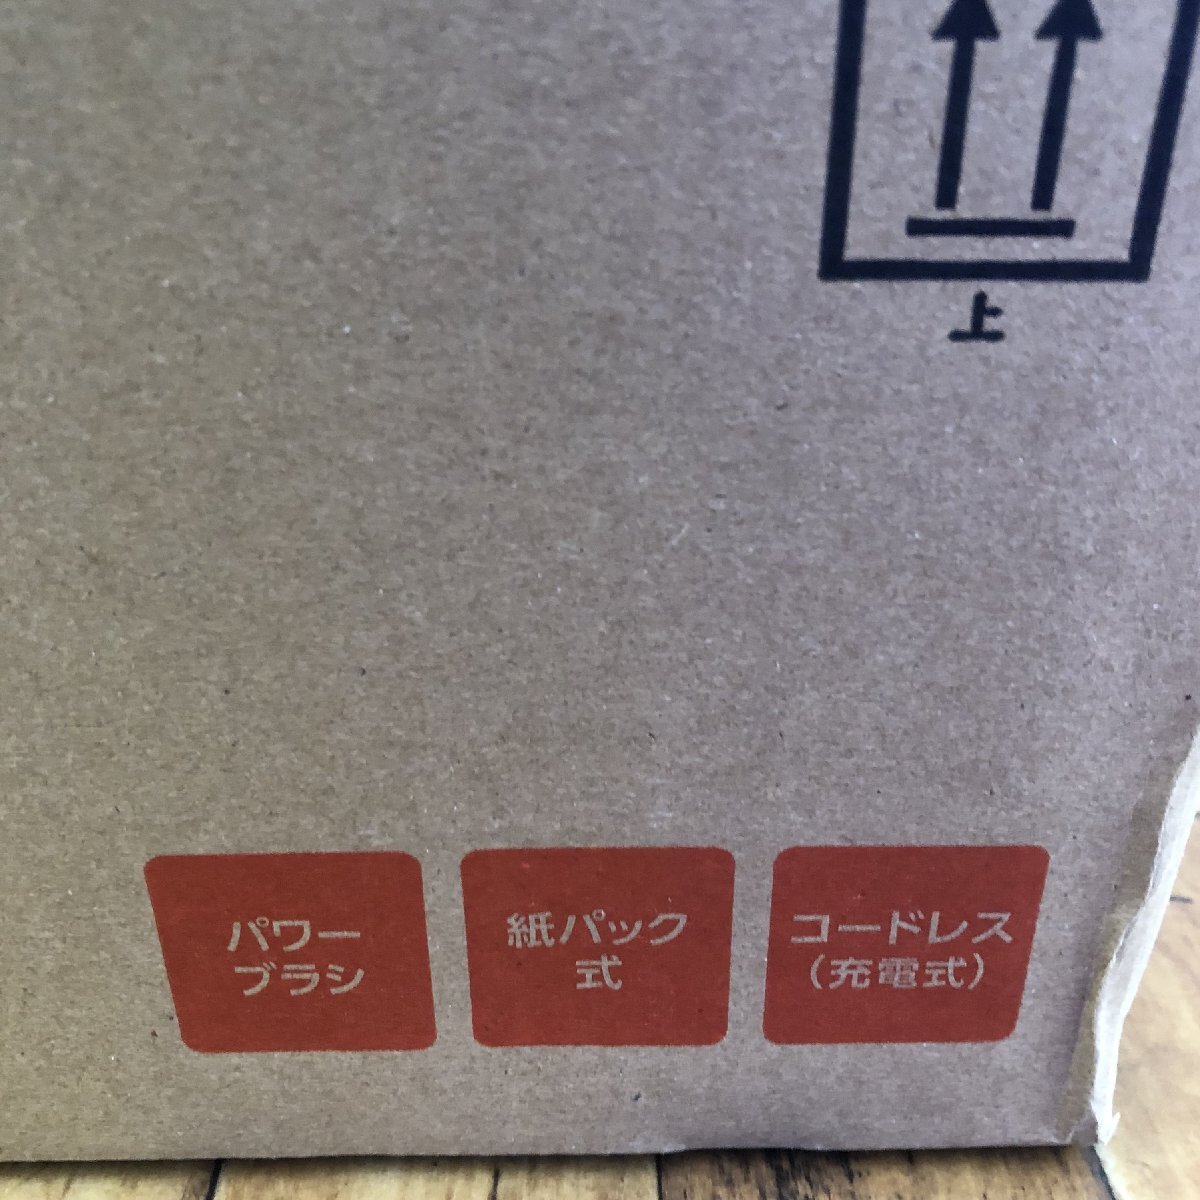 上
パワー
ブラシ
紙パック
式
コードレス
（充電式）